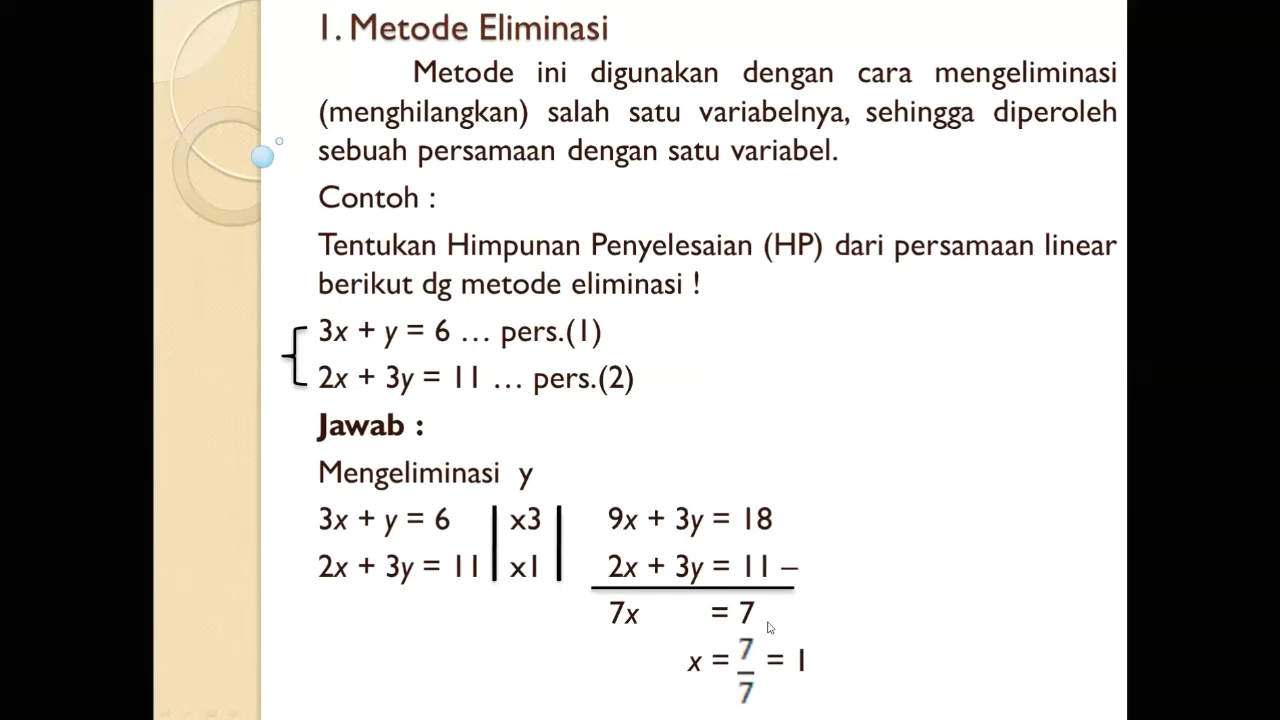 1. Metode Eliminasi
Metode ini digunakan dengan cara mengeliminasi
(menghilangkan) salah satu variabelnya, sehingga diperoleh
sebuah persamaan dengan satu variabel.
Contoh :
Tentukan Himpunan Penyelesaian (HP) dari persamaan linear
berikut dg metode eliminasi !
3x + y = 6 … pers.(1)
2x + 3y = 11 … pers.(2)
Jawab :
Mengeliminasi y
3x + y = 6 | x3 | 9x + 3y = 18
2x + 3y = 11 | x1 | 2x + 3y = 11 –
7x = 7
x = 7/7 = 1